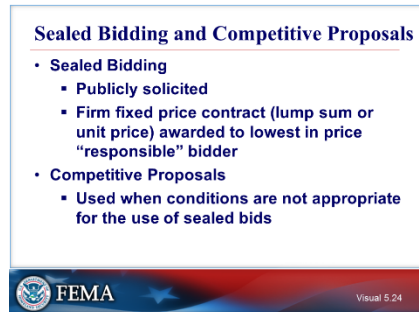 Sealed Bidding and Competitive Proposals
• Sealed Bidding
▪ Publicly solicited
▪ Firm fixed price contract (lump sum or
unit price) awarded to lowest in price
“responsible” bidder
• Competitive Proposals
▪ Used when conditions are not appropriate
for the use of sealed bids
FEMA
Visual 5.24